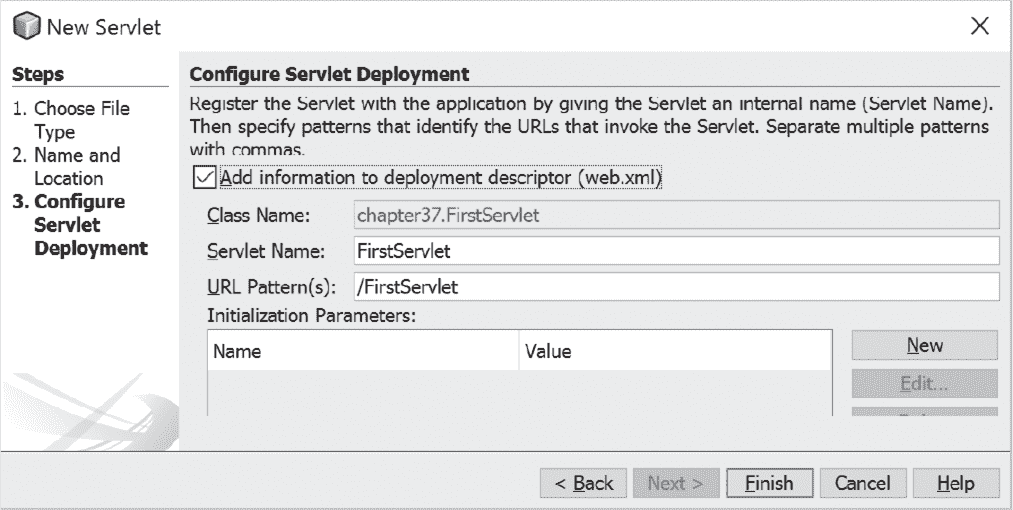 New Servlet
Steps
1. Choose File
Type
2. Name and
Location
3. Configure
Servlet
Deployment
Configure Servlet Deployment
Register the Servlet with the application by giving the Servlet an internal name (Servlet Name).
Then specify patterns that identify the URLs that invoke the Servlet. Separate multiple patterns
with commas.
Add information to deployment descriptor (web.xml)
Class Name: chapter37.FirstServlet
Servlet Name: FirstServlet
URL Pattern(s): /FirstServlet
Initialization Parameters:
Name Value
New
Edit...
< Back Next > Finish Cancel Help